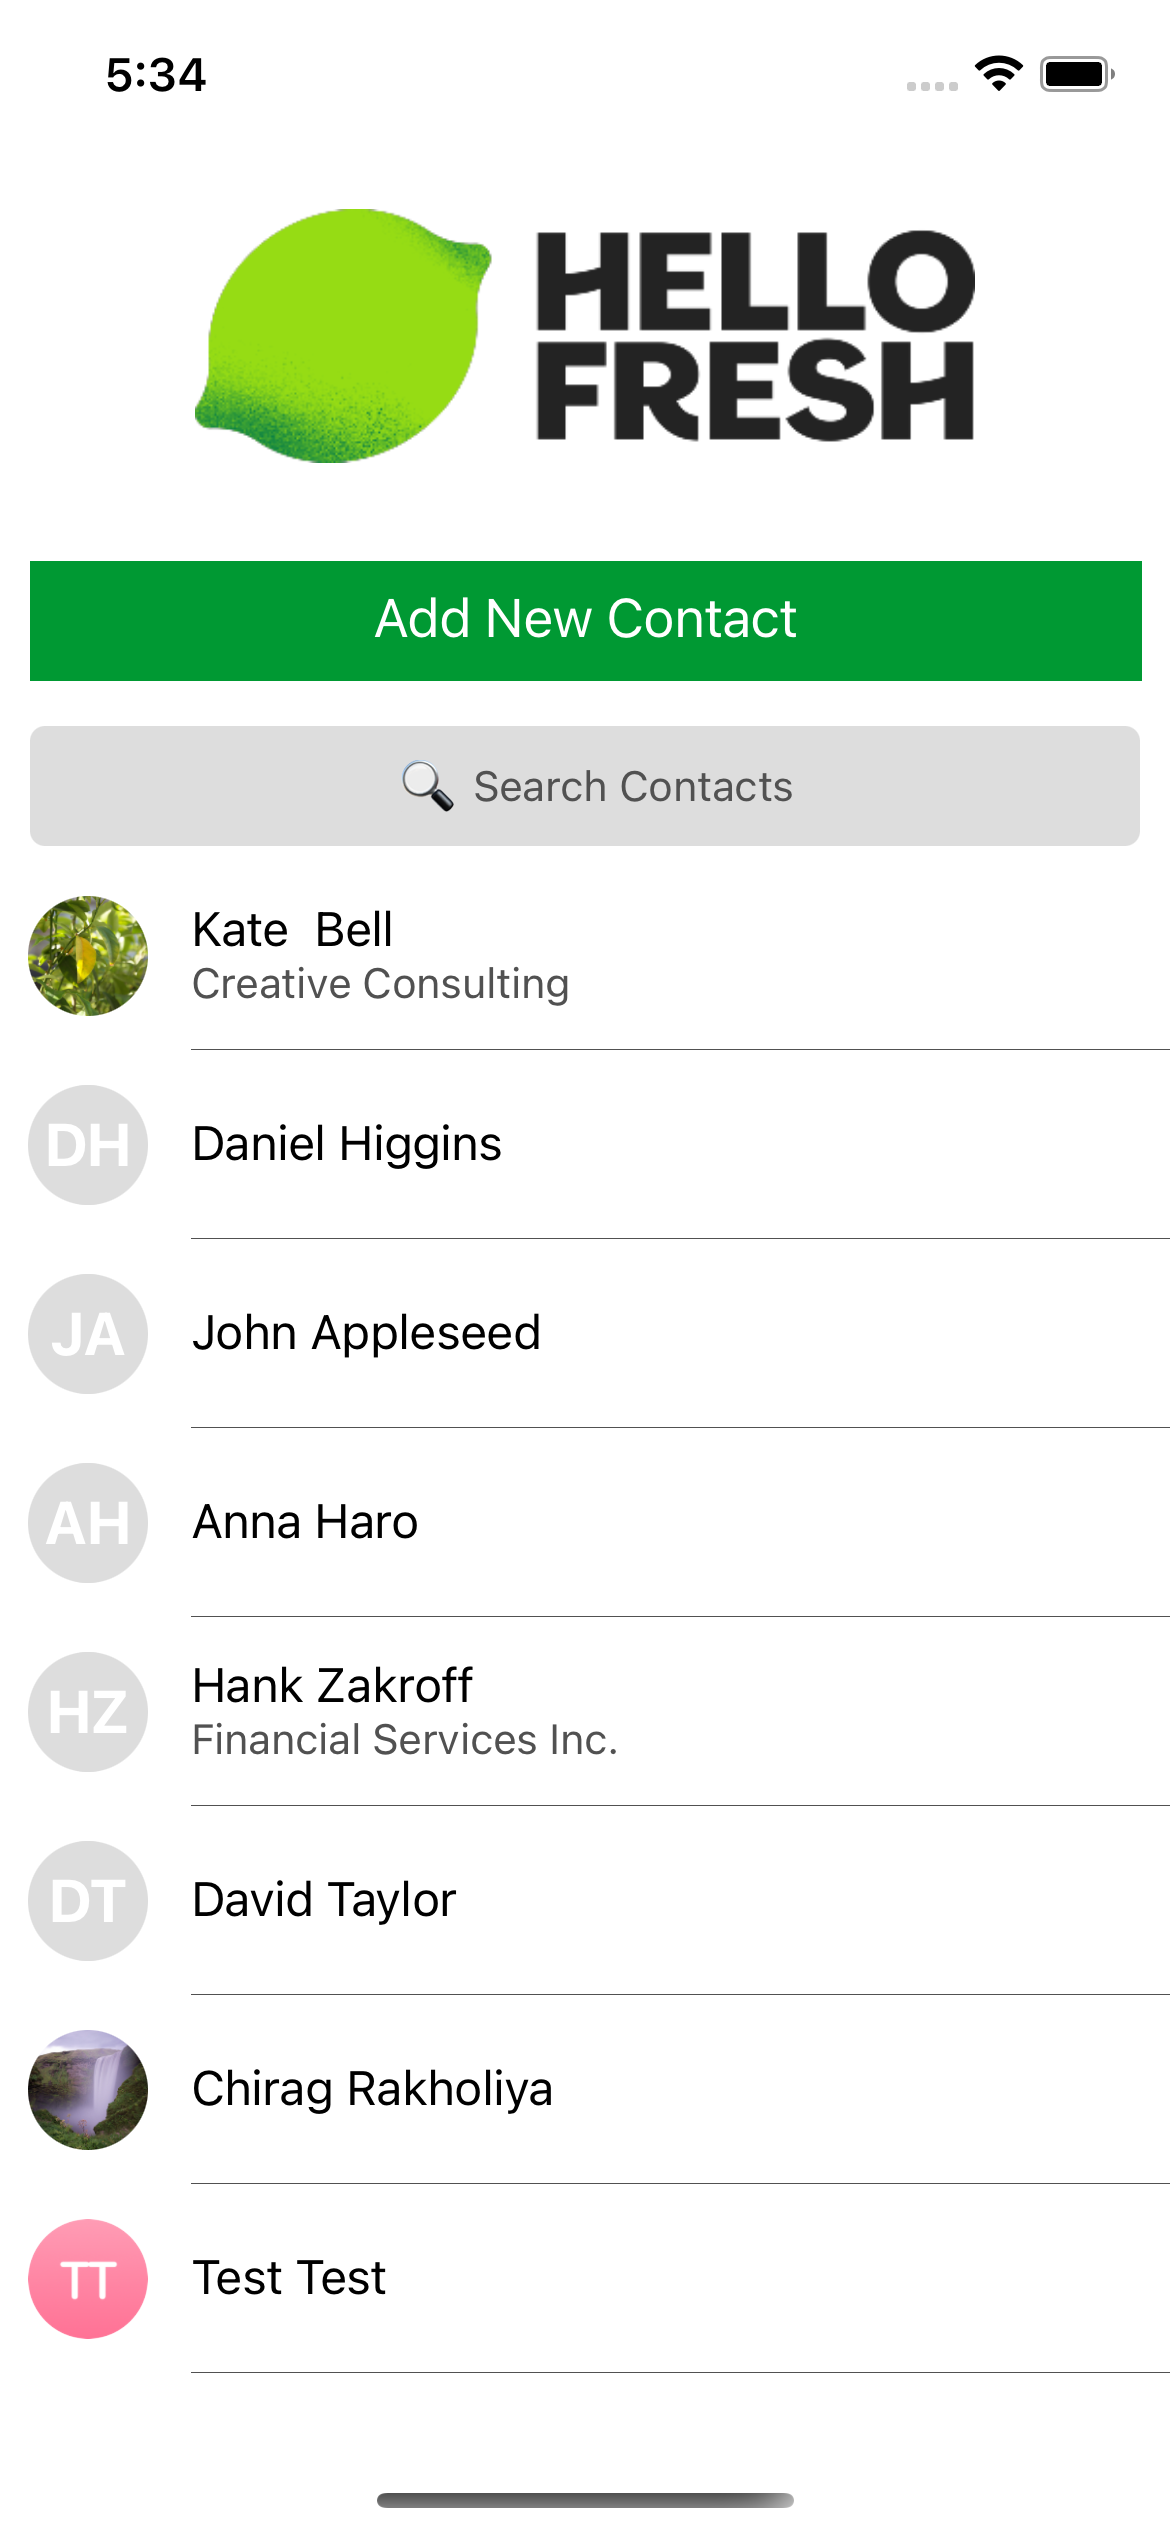 5:34
HELLO
FRESH
Add New Contact
🔍 Search Contacts
Kate  Bell
Creative Consulting
DH
Daniel Higgins
JA
John Appleseed
AH
Anna Haro
HZ
Hank Zakroff
Financial Services Inc.
DT
David Taylor
Chirag Rakholiya
TT
Test Test